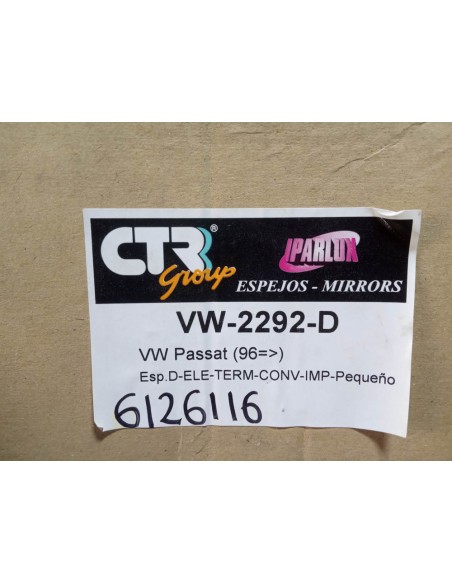 CTR® IPARLUX
Group ESPEJOS - MIRRORS
VW-2292-D
VW Passat (96=>)
Esp.D-ELE-TERM-CONV-IMP-Pequeño
6126116